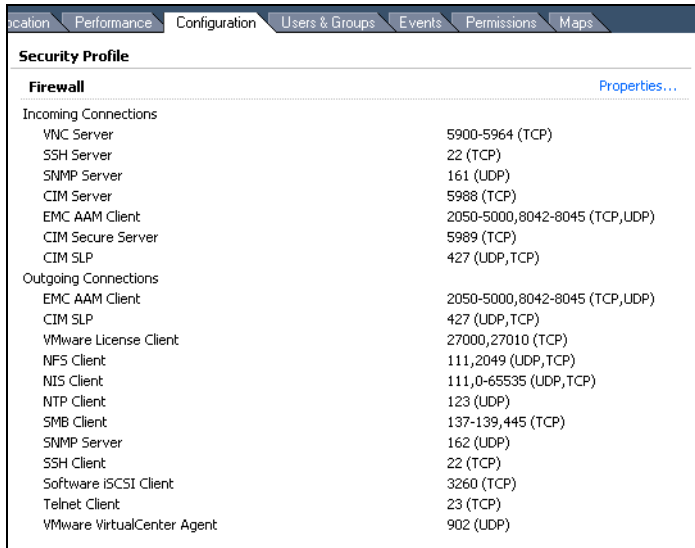 ocation Performance Configuration Users & Groups Events Permissions Maps
Security Profile
Firewall Properties...
Incoming Connections
VNC Server 5900-5964 (TCP)
SSH Server 22 (TCP)
SNMP Server 161 (UDP)
CIM Server 5988 (TCP)
EMC AAM Client 2050-5000,8042-8045 (TCP,UDP)
CIM Secure Server 5989 (TCP)
CIM SLP 427 (UDP,TCP)
Outgoing Connections
EMC AAM Client 2050-5000,8042-8045 (TCP,UDP)
CIM SLP 427 (UDP,TCP)
VMware License Client 27000,27010 (TCP)
NFS Client 111,2049 (UDP,TCP)
NIS Client 111,0-65535 (UDP,TCP)
NTP Client 123 (UDP)
SMB Client 137-139,445 (TCP)
SNMP Server 162 (UDP)
SSH Client 22 (TCP)
Software iSCSI Client 3260 (TCP)
Telnet Client 23 (TCP)
VMware VirtualCenter Agent 902 (UDP)